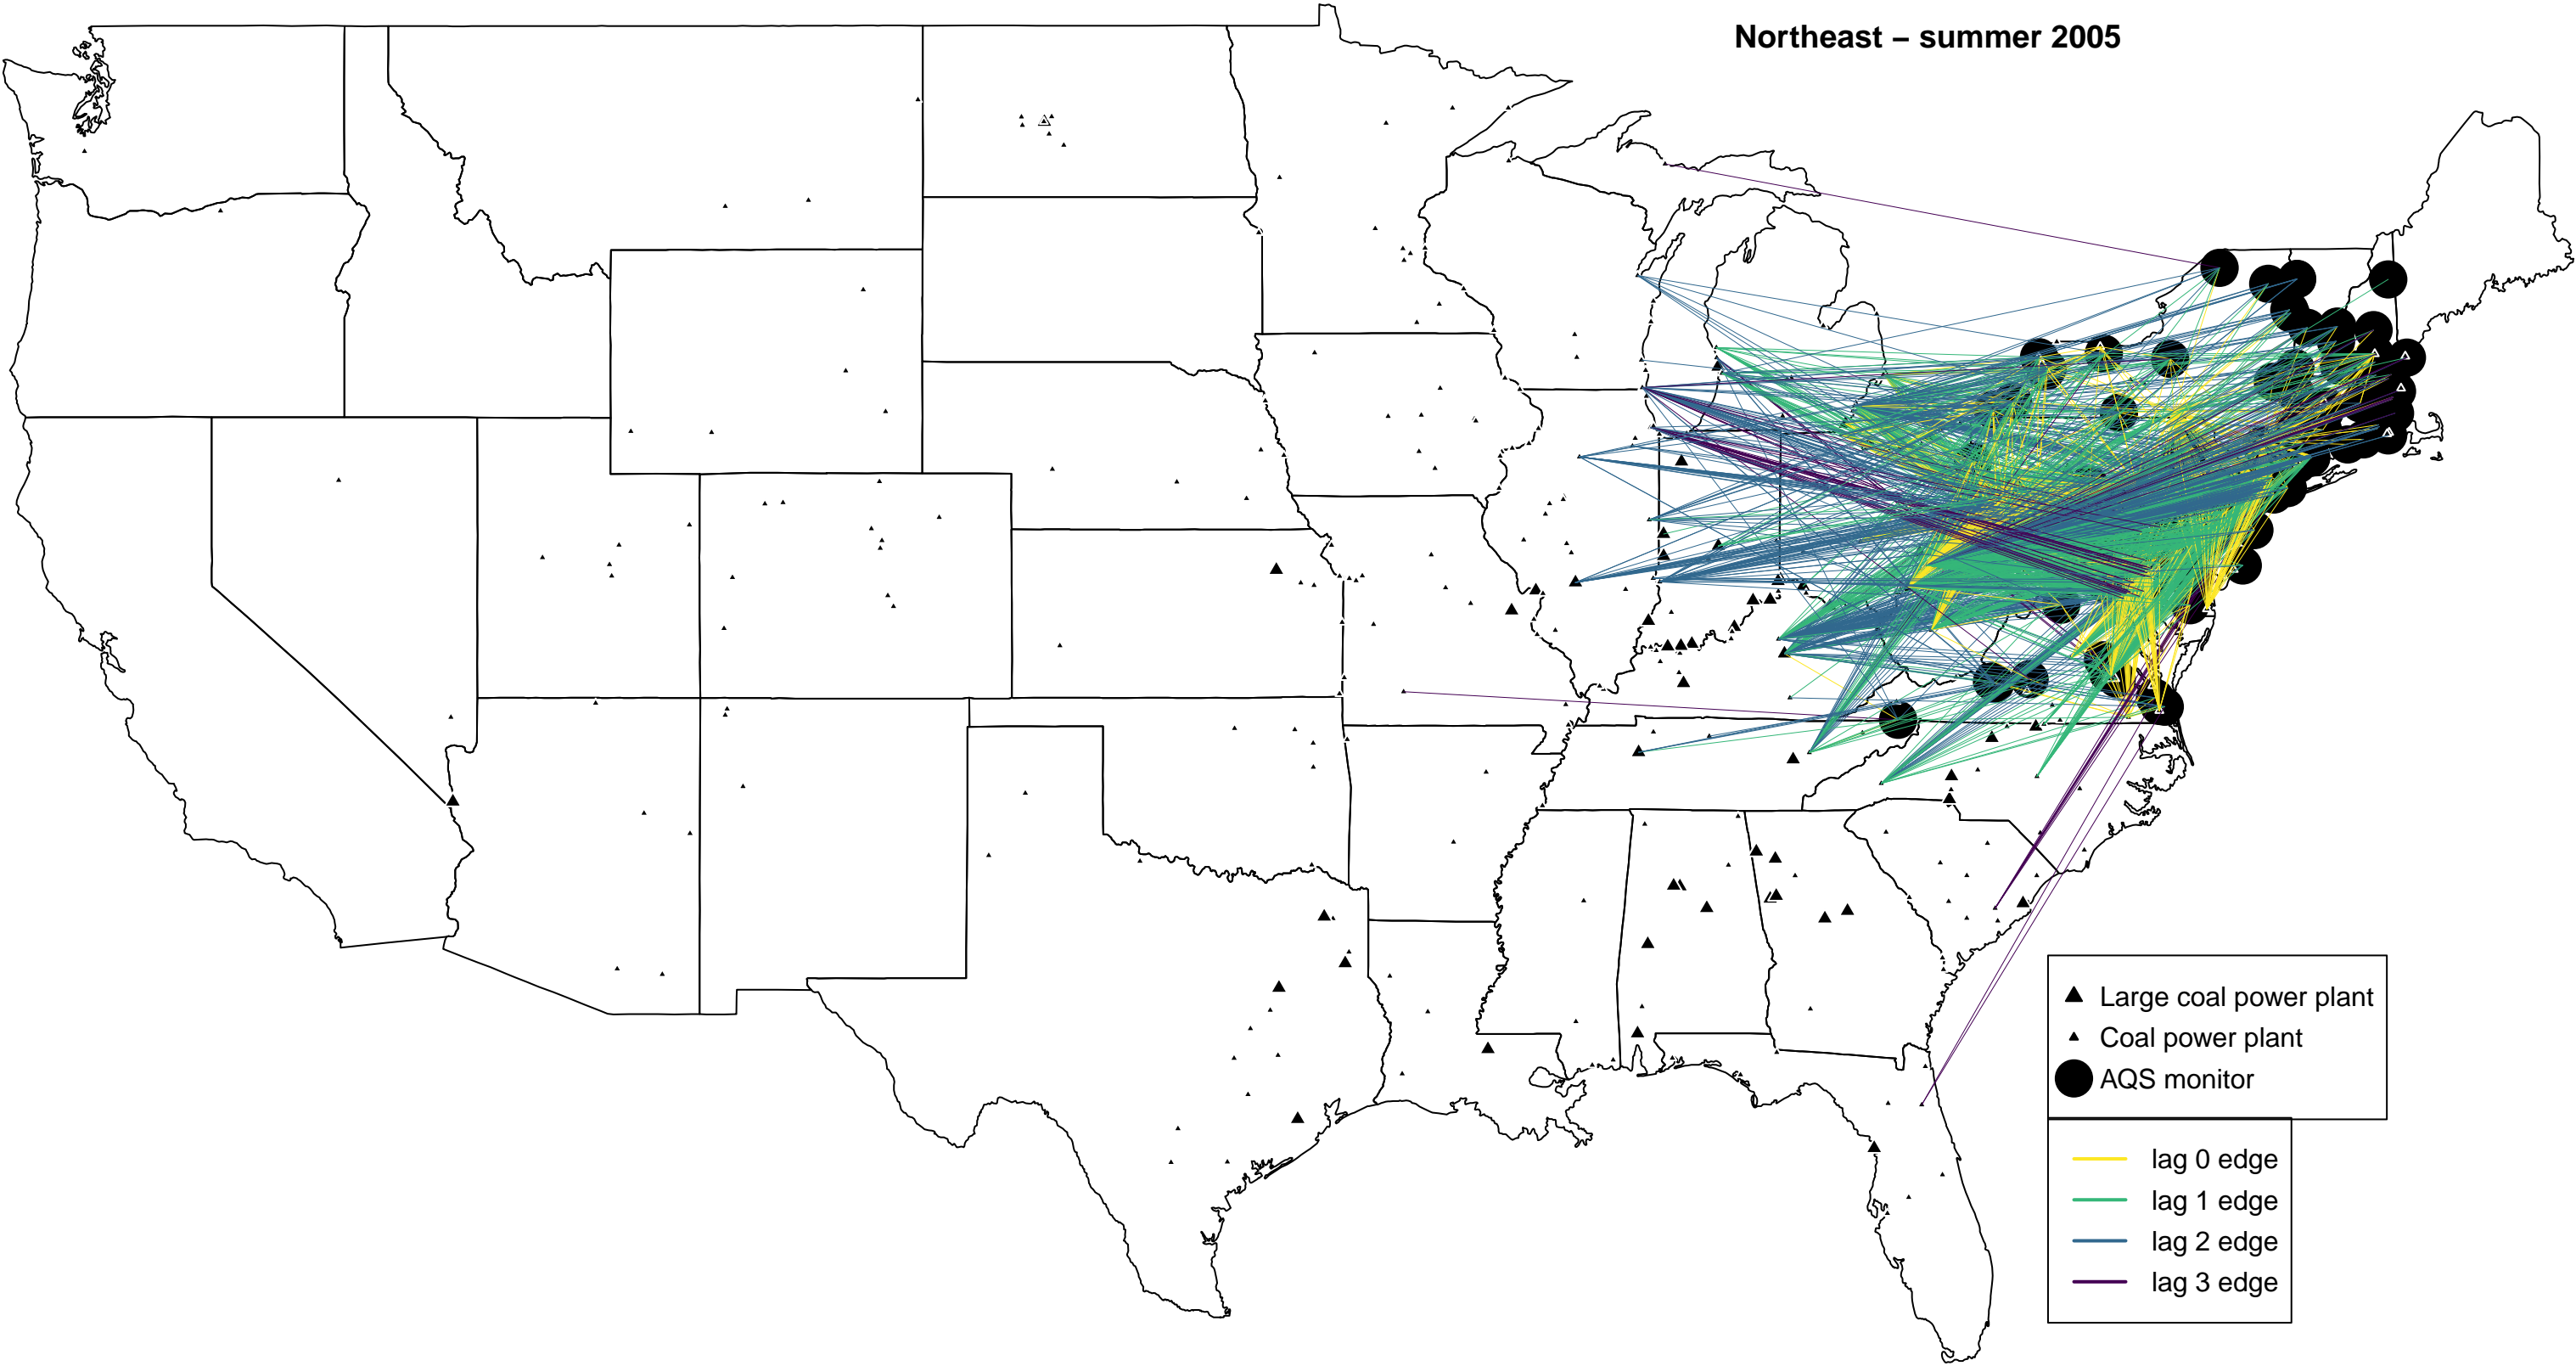 Northeast – summer 2005
Large coal power plant
Coal power plant
AQS monitor
lag 0 edge
lag 1 edge
lag 2 edge
lag 3 edge